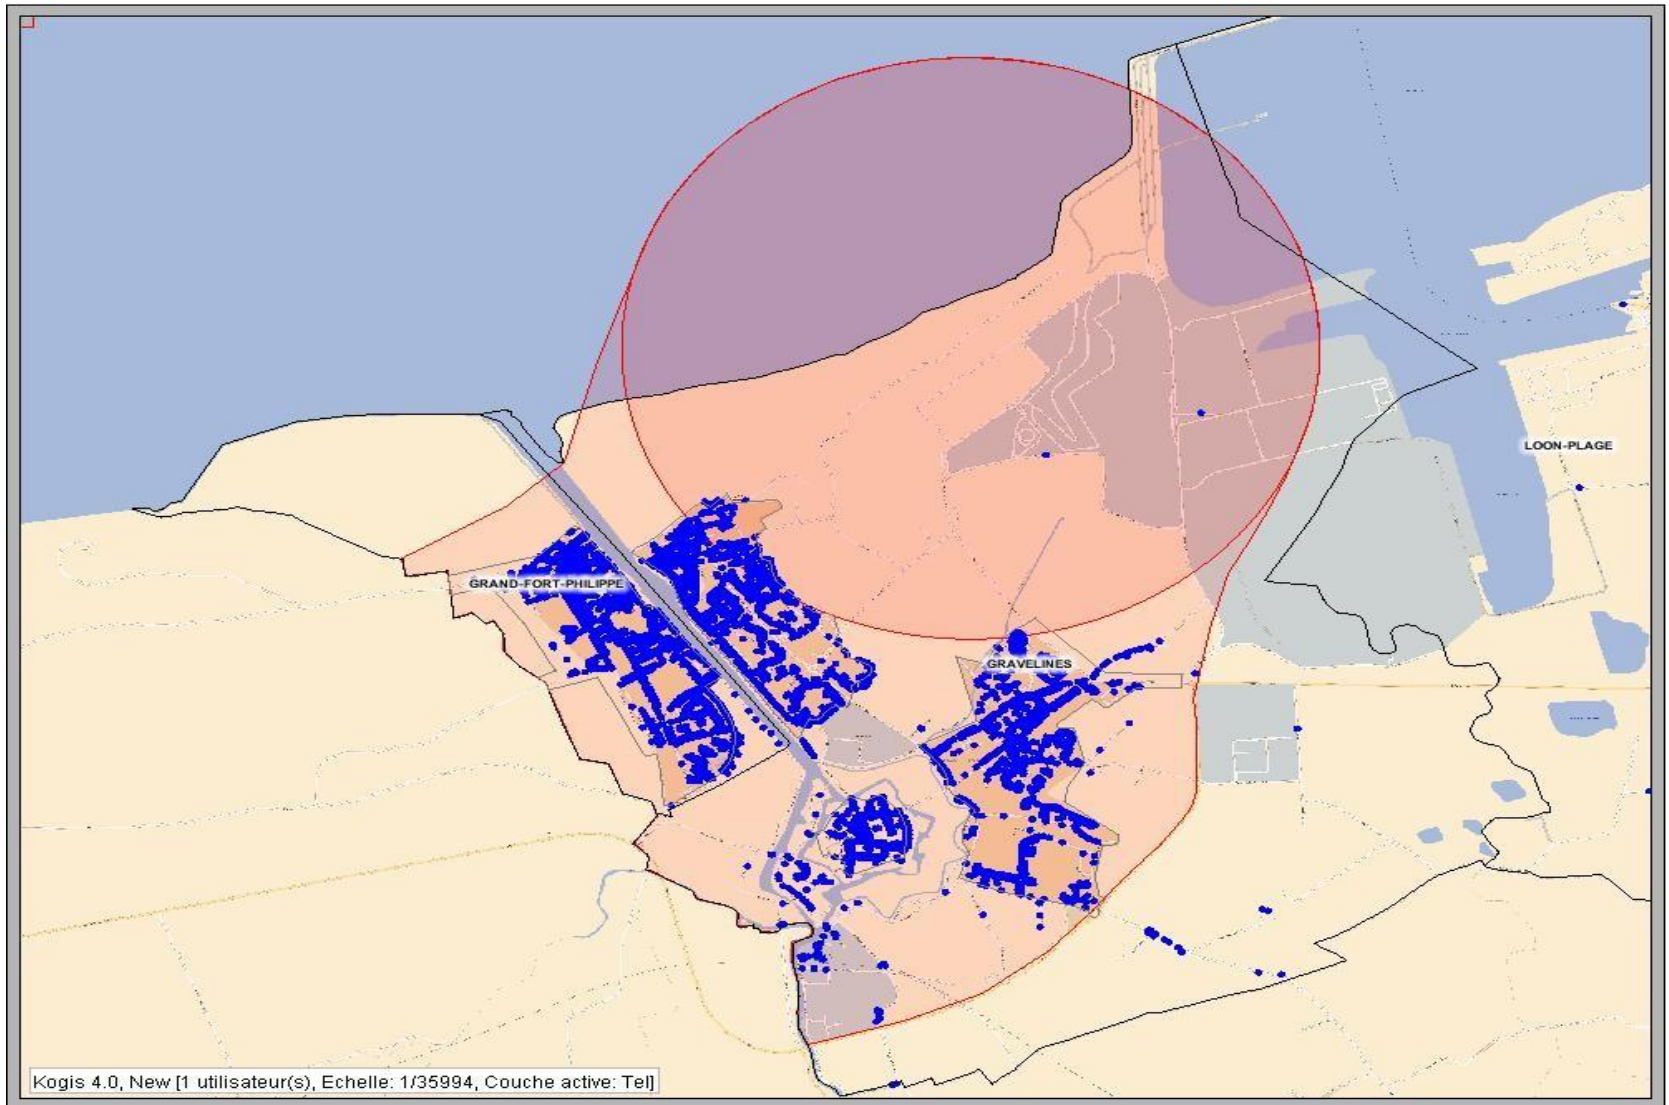 LOON-PLAGE
GRAND-FORT-PHILIPPE
GRAVELINES
Kogis 4.0, New [1 utilisateur(s), Echelle: 1/35994, Couche active: Tel]